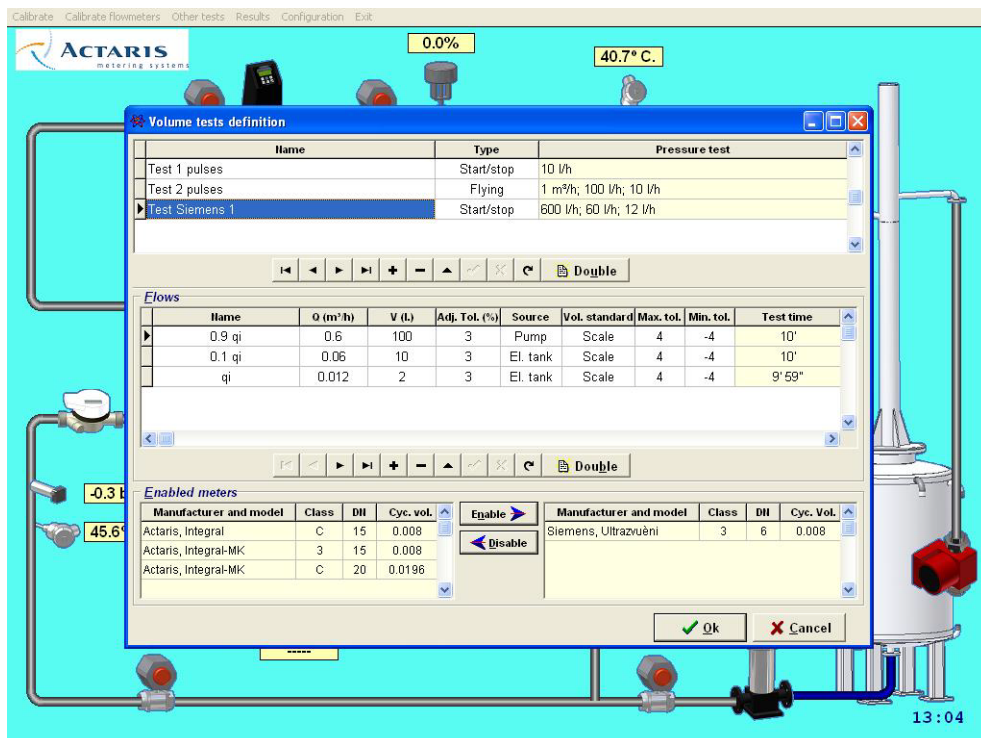 Calibrate Calibrate flowmeters Other tests Results Configuration Exit
ACTARIS
metering systems
0.0%
40.7° C.
Volume tests definition
Name Type Pressure test
Test 1 pulses Start/stop 10 l/h
Test 2 pulses Flying 1 m³/h; 100 l/h; 10 l/h
Test Siemens 1 Start/stop 600 l/h; 60 l/h; 12 l/h
Double
Flows
Name Q (m³/h) V (l.) Adj. Tol. (%) Source Vol. standard Max. tol. Min. tol. Test time
0.9 qi 0.6 100 3 Pump Scale 4 -4 10'
0.1 qi 0.06 10 3 El. tank Scale 4 -4 10'
qi 0.012 2 3 El. tank Scale 4 -4 9' 59"
Double
-0.3 b
45.6°
Enabled meters
Manufacturer and model Class DN Cyc. vol.
Actaris, Integral C 15 0.008
Actaris, Integral-MK 3 15 0.008
Actaris, Integral-MK C 20 0.0196
Enable
Disable
Manufacturer and model Class DN Cyc. Vol.
Siemens, Ultrazvuèni 3 6 0.008
Ok Cancel
-----
13:04